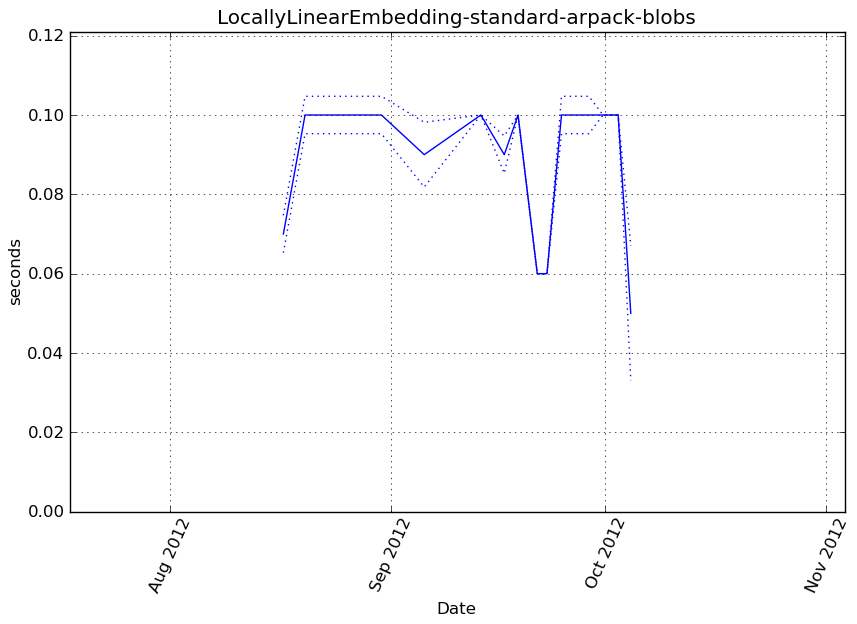 LocallyLinearEmbedding-standard-arpack-blobs
0.12
0.10
0.08
0.06
0.04
0.02
0.00
seconds
Aug 2012
Sep 2012
Oct 2012
Nov 2012
Date